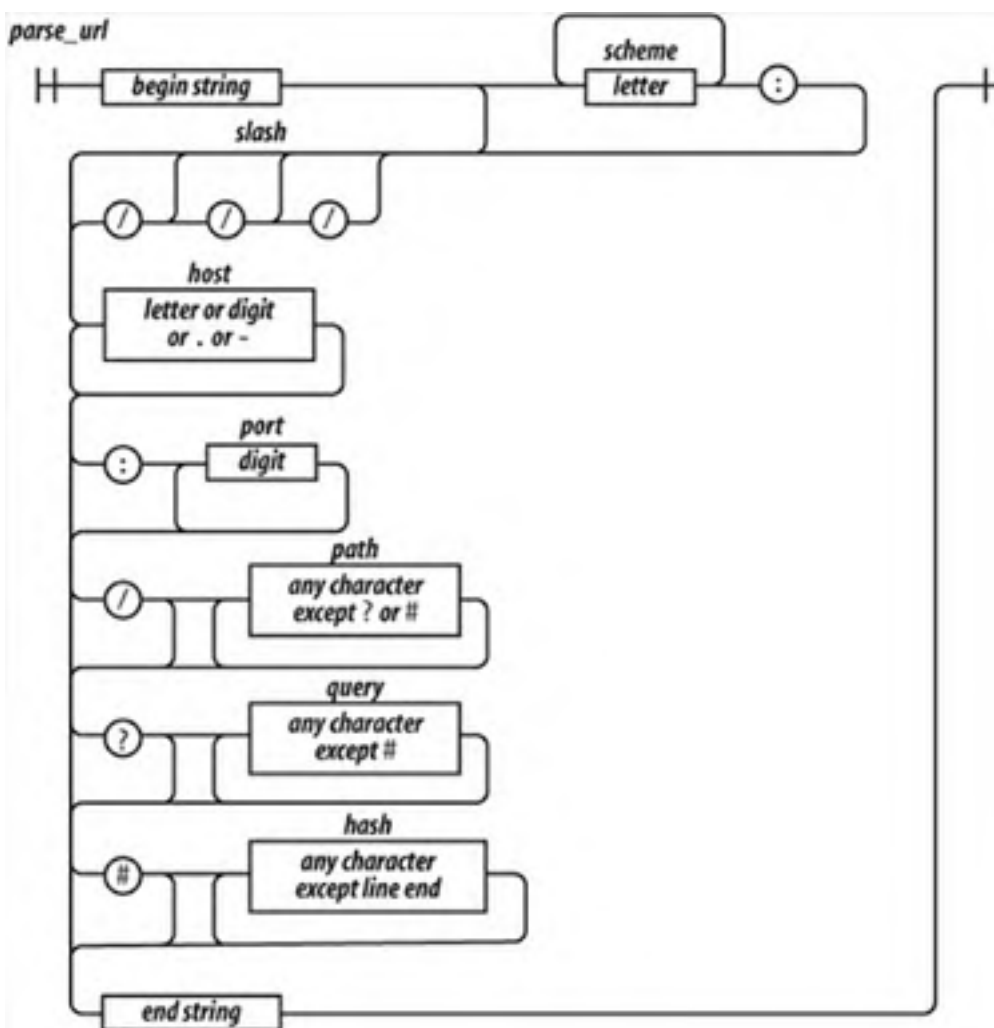 parse_url
scheme
begin string
letter
:
slash
/
/
/
host
letter or digit
or . or -
port
:
digit
path
/
any character
except ? or #
query
?
any character
except #
hash
#
any character
except line end
end string